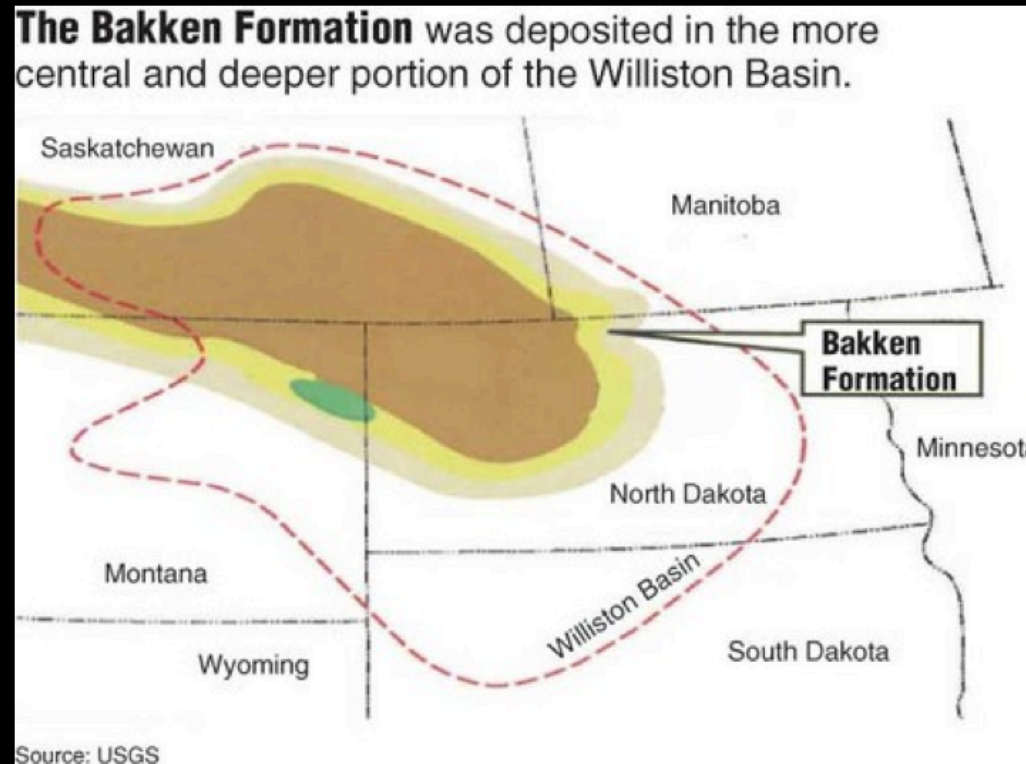 The Bakken Formation was deposited in the more
central and deeper portion of the Williston Basin.
Saskatchewan
Manitoba
Bakken
Formation
Minnesot
North Dakota
Montana
Williston Basin
South Dakota
Wyoming
Source: USGS